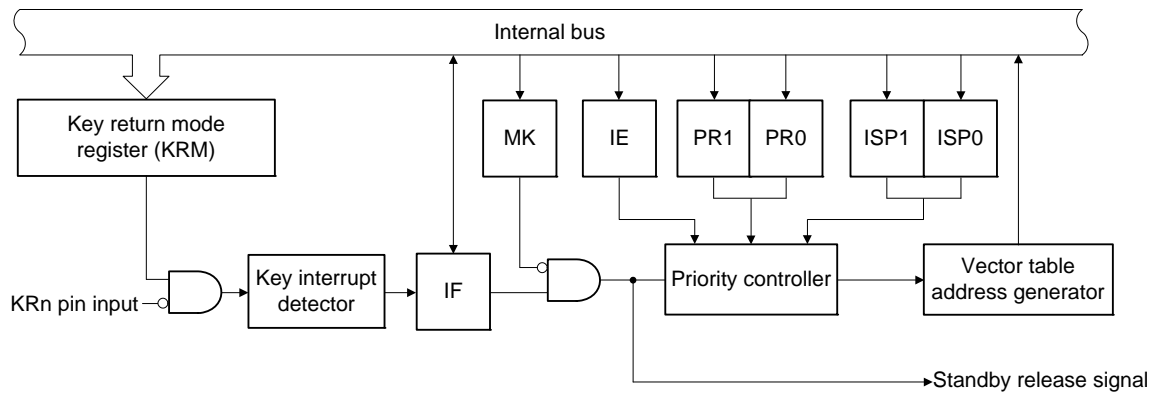 Internal bus
Key return mode
register (KRM)
MK
IE
PR1
PR0
ISP1
ISP0
KRn pin input
Key interrupt
detector
IF
Priority controller
Vector table
address generator
Standby release signal